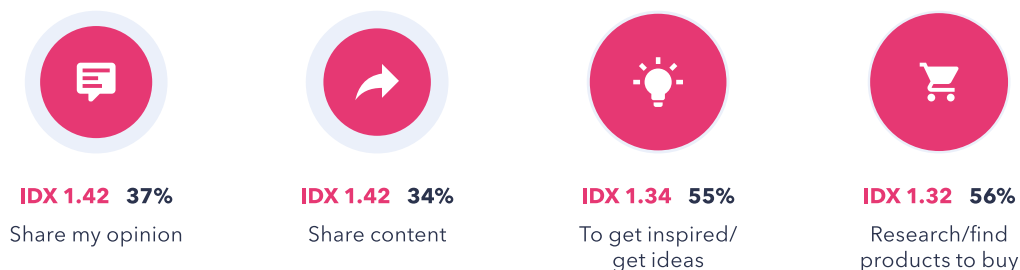 IDX 1.42 37%
Share my opinion
IDX 1.42 34%
Share content
IDX 1.34 55%
To get inspired/
get ideas
IDX 1.32 56%
Research/find
products to buy